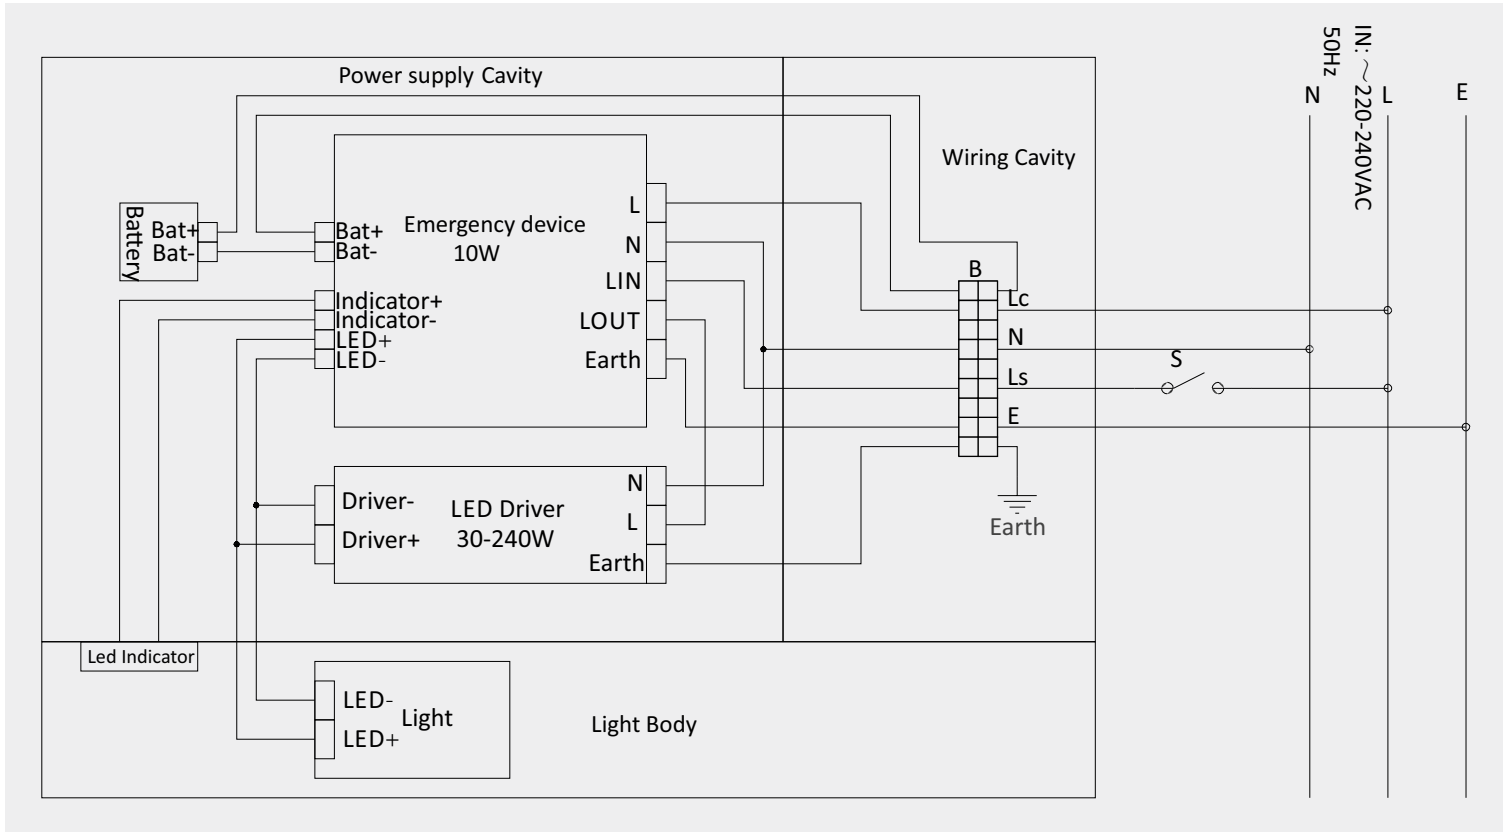 IN: ～220-240VAC
50Hz
N
L
E
Power supply Cavity
Wiring Cavity
Battery
Bat+
Bat-
Bat+
Bat-
Indicator+
Indicator-
LED+
LED-
Emergency device
10W
L
N
LIN
LOUT
Earth
B
Lc
N
Ls
E
S
Earth
Driver-
Driver+
LED Driver
30-240W
N
L
Earth
Led Indicator
LED-
LED+
Light
Light Body